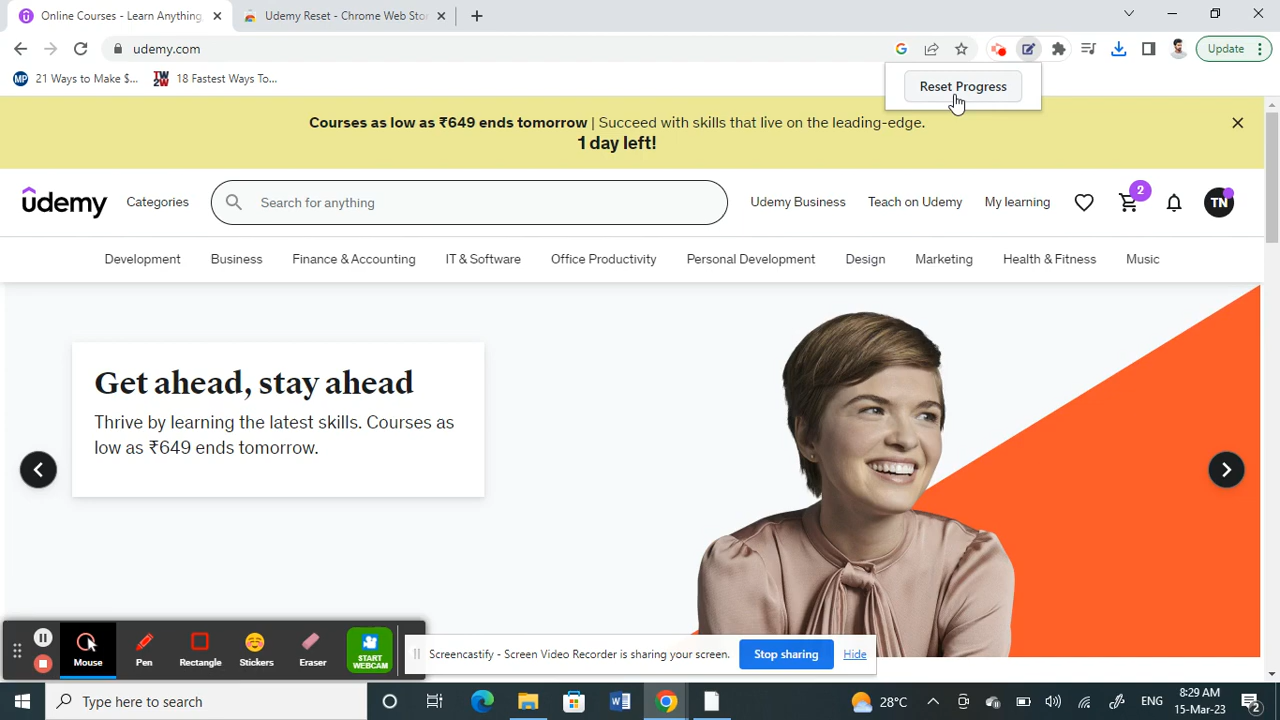 Online Courses - Learn Anything,
Udemy Reset - Chrome Web Stor
udemy.com
Update
MP 21 Ways to Make $...
TW 2W 18 Fastest Ways To...
Reset Progress
Courses as low as ₹649 ends tomorrow | Succeed with skills that live on the leading-edge.
1 day left!
udemy
Categories
Search for anything
Udemy Business
Teach on Udemy
My learning
2
TN
Development
Business
Finance & Accounting
IT & Software
Office Productivity
Personal Development
Design
Marketing
Health & Fitness
Music
Get ahead, stay ahead
Thrive by learning the latest skills. Courses as
low as ₹649 ends tomorrow.
Mouse
Pen
Rectangle
Stickers
Eraser
START
WEBCAM
Screencastify - Screen Video Recorder is sharing your screen.
Stop sharing
Hide
Type here to search
28°C
ENG
8:29 AM
15-Mar-23
2